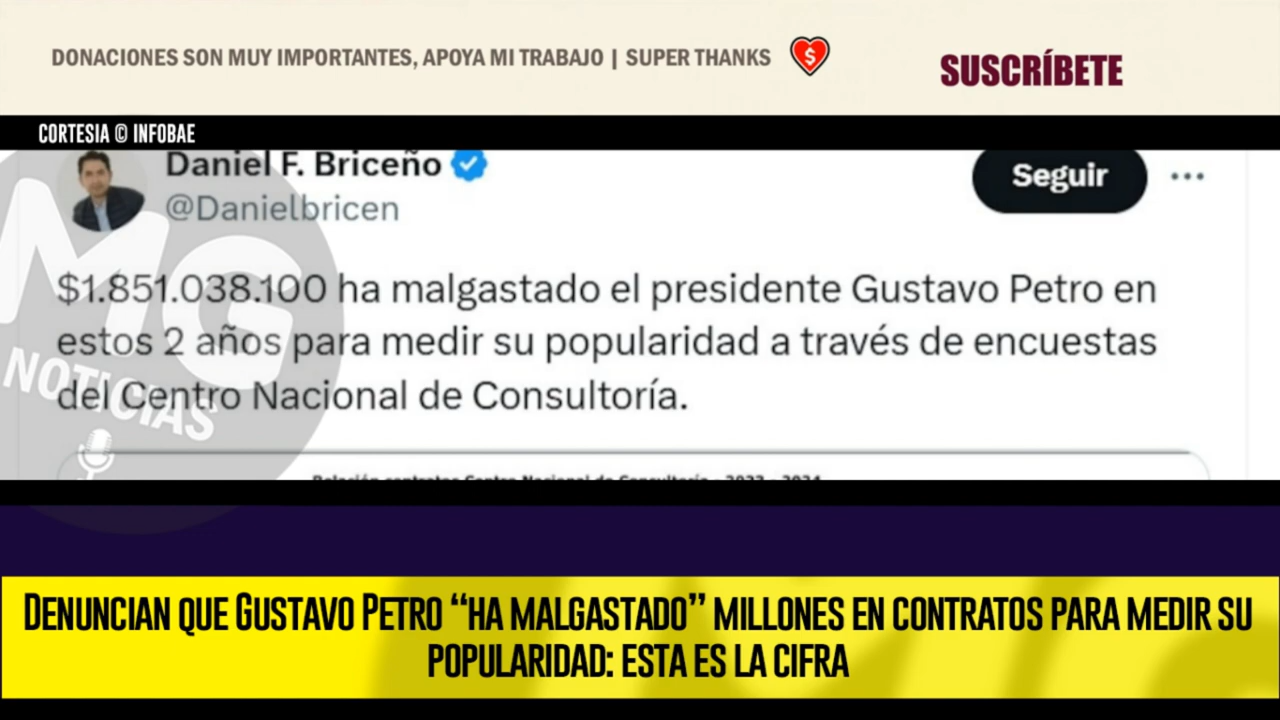 DONACIONES SON MUY IMPORTANTES, APOYA MI TRABAJO | SUPER THANKS
SUSCRÍBETE
CORTESIA © INFOBAE
Daniel F. Briceño
@Danielbricen
Seguir
$1.851.038.100 ha malgastado el presidente Gustavo Petro en
estos 2 años para medir su popularidad a través de encuestas
del Centro Nacional de Consultoría.
MG
NOTICIAS
DENUNCIAN QUE GUSTAVO PETRO “HA MALGASTADO” MILLONES EN CONTRATOS PARA MEDIR SU
POPULARIDAD: ESTA ES LA CIFRA